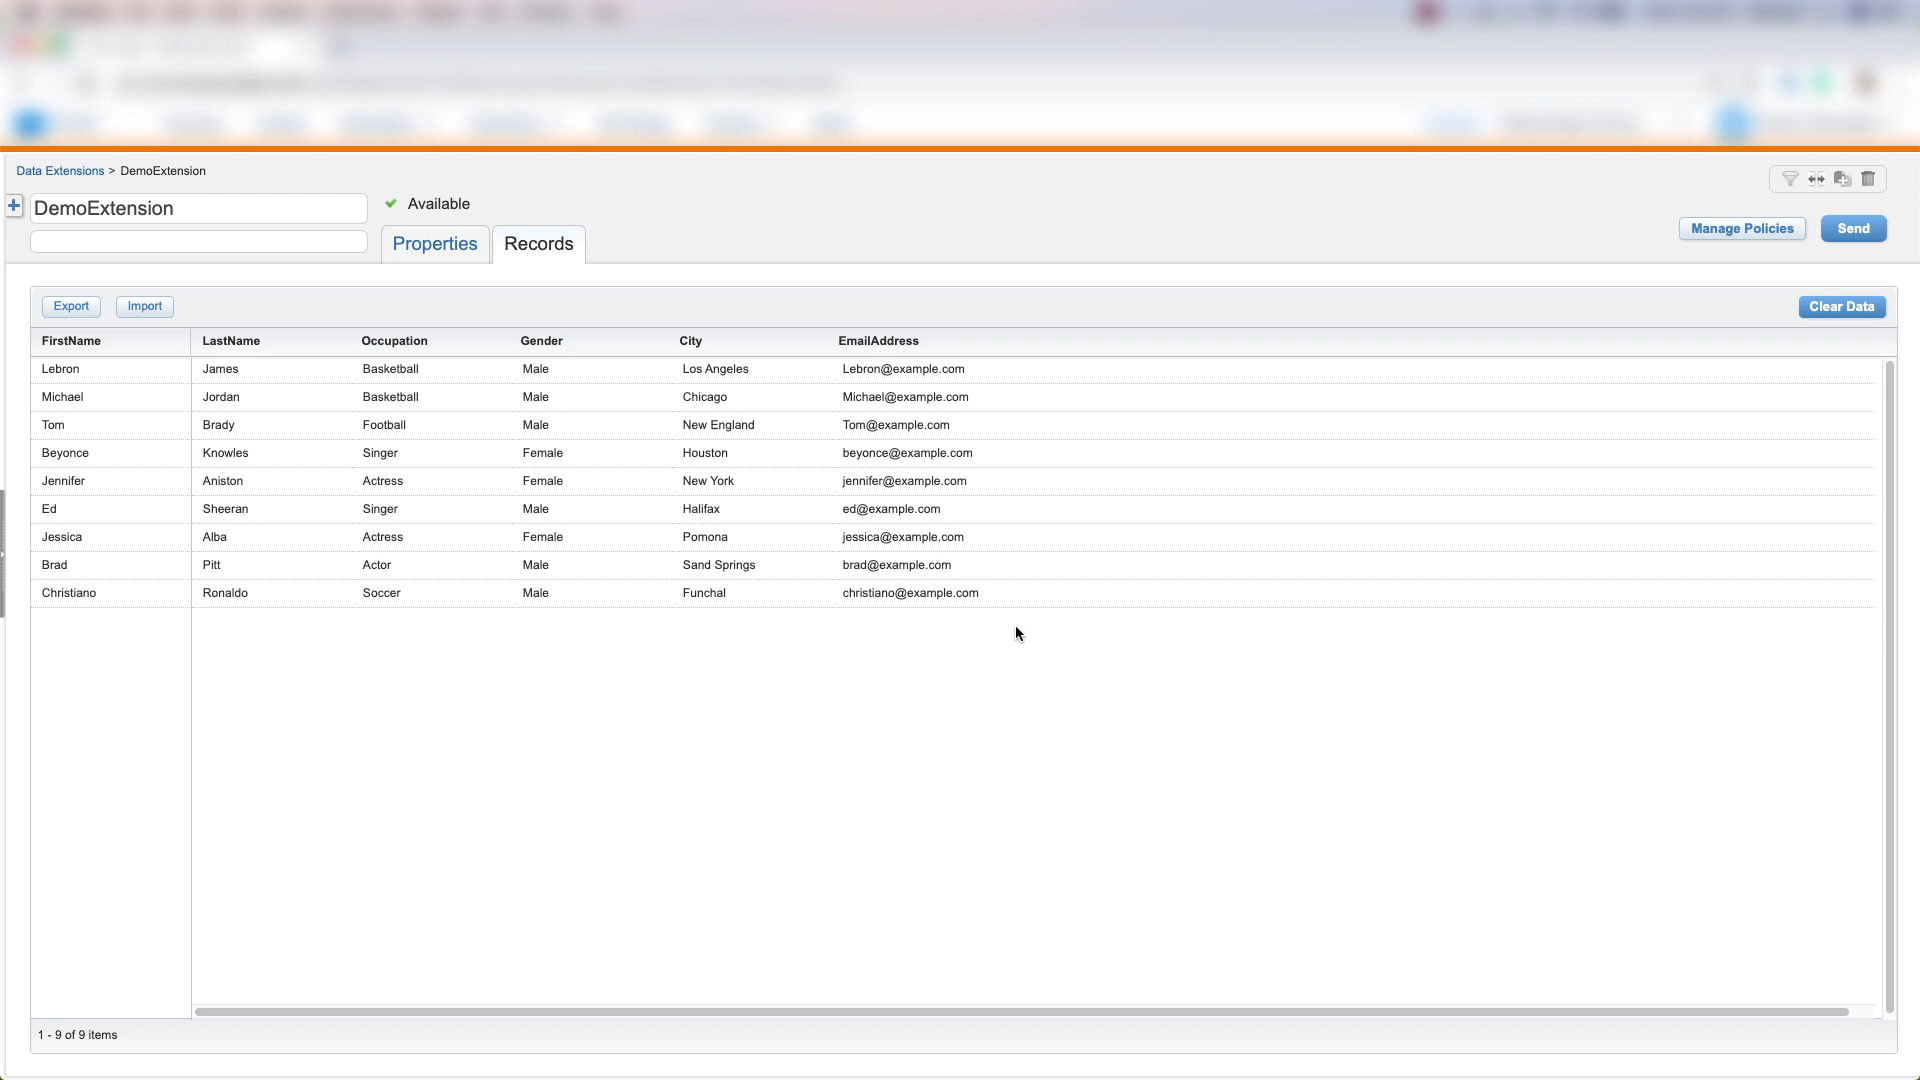 Data Extensions > DemoExtension
DemoExtension
Available
Properties Records
Manage Policies Send
Export Import Clear Data
FirstName LastName Occupation Gender City EmailAddress
Lebron James Basketball Male Los Angeles Lebron@example.com
Michael Jordan Basketball Male Chicago Michael@example.com
Tom Brady Football Male New England Tom@example.com
Beyonce Knowles Singer Female Houston beyonce@example.com
Jennifer Aniston Actress Female New York jennifer@example.com
Ed Sheeran Singer Male Halifax ed@example.com
Jessica Alba Actress Female Pomona jessica@example.com
Brad Pitt Actor Male Sand Springs brad@example.com
Christiano Ronaldo Soccer Male Funchal christiano@example.com
1 - 9 of 9 items